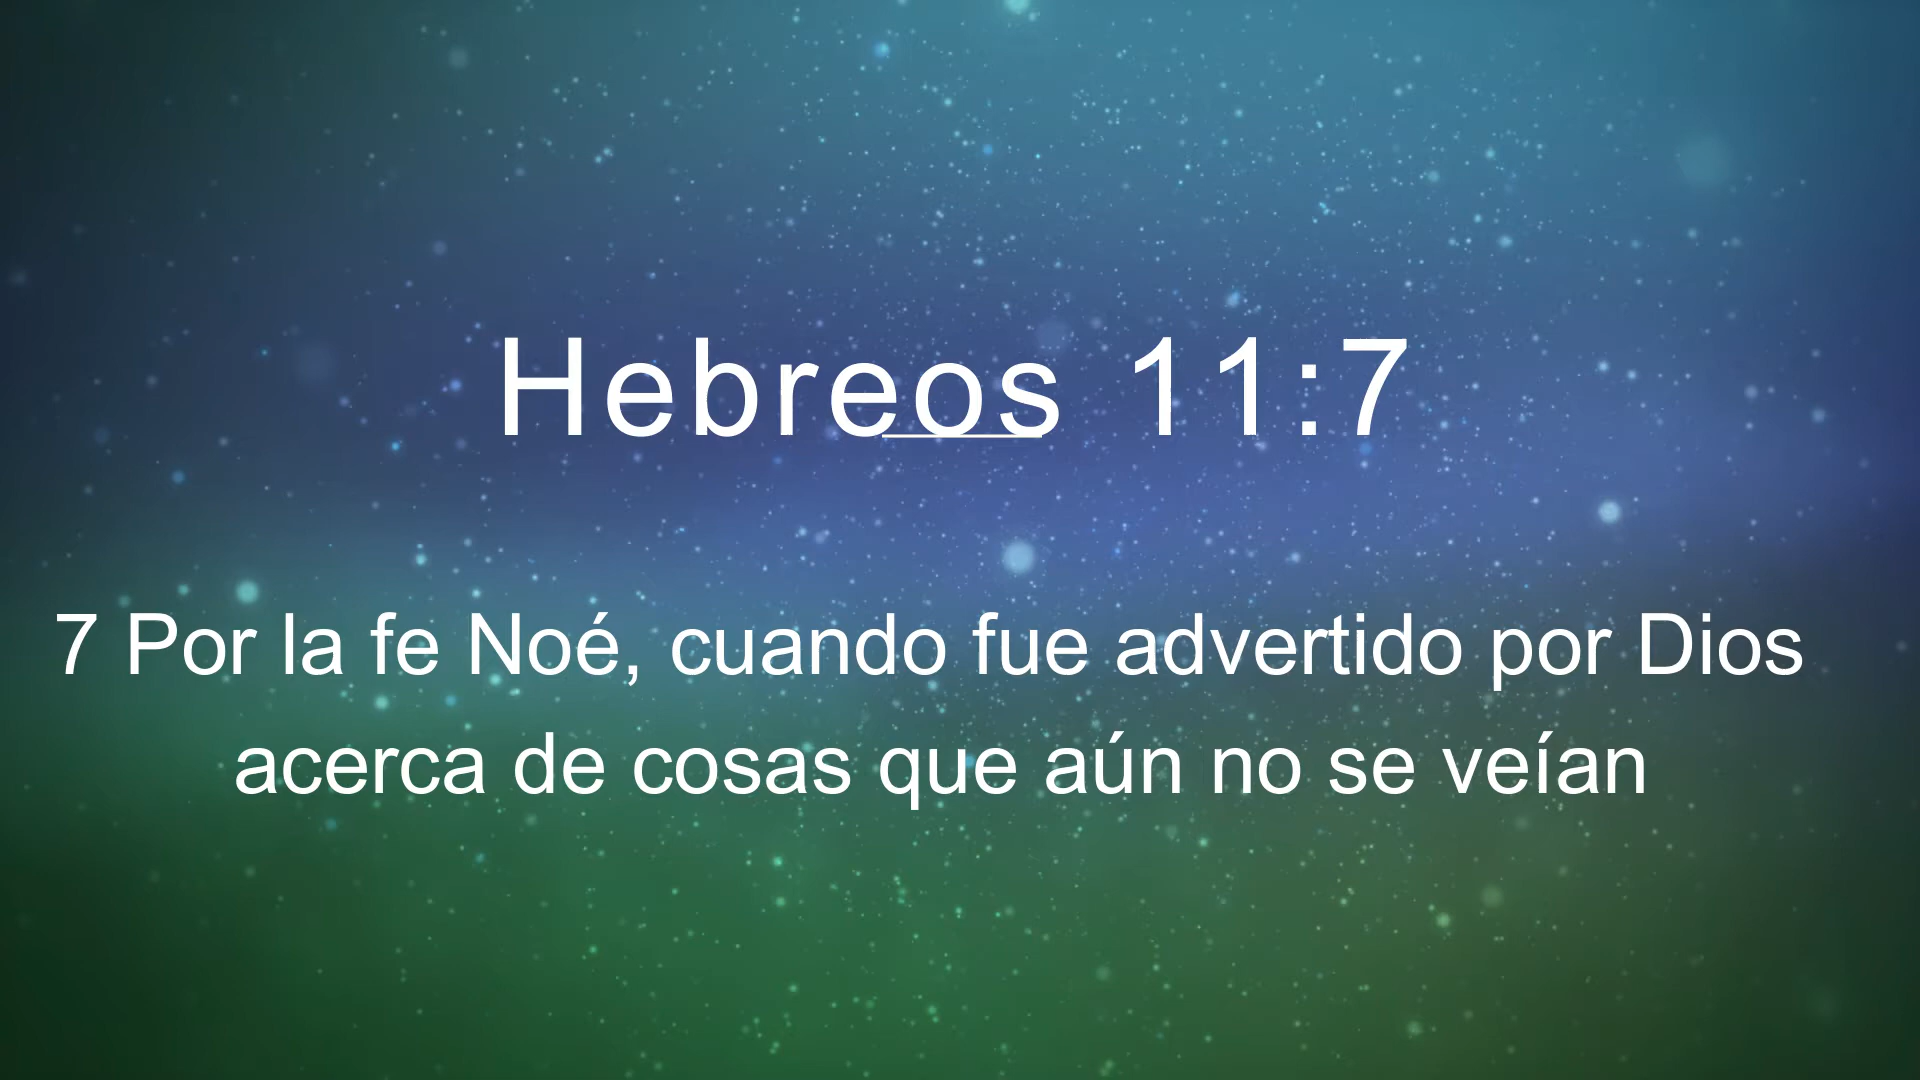 Hebreos 11:7
7 Por la fe Noé, cuando fue advertido por Dios
acerca de cosas que aún no se veían